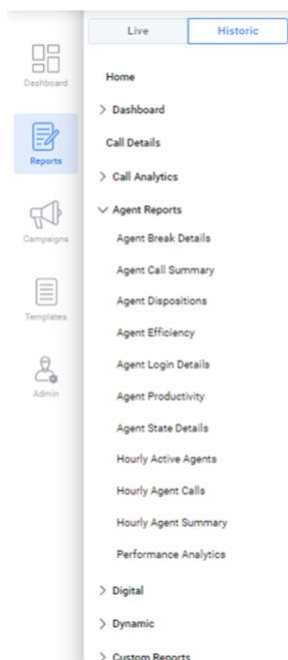 Live
Historic
Dashboard
Reports
Campaigns
Templates
Admin
Home
Dashboard
Call Details
Call Analytics
Agent Reports
Agent Break Details
Agent Call Summary
Agent Dispositions
Agent Efficiency
Agent Login Details
Agent Productivity
Agent State Details
Hourly Active Agents
Hourly Agent Calls
Hourly Agent Summary
Performance Analytics
Digital
Dynamic
Custom Reports